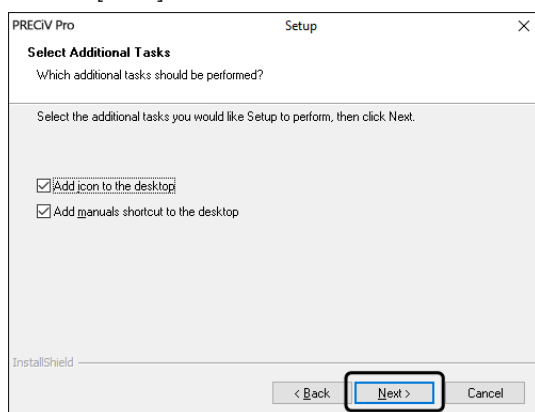 PRECiV Pro Setup
Select Additional Tasks
Which additional tasks should be performed?
Select the additional tasks you would like Setup to perform, then click Next.
Add icon to the desktop
Add manuals shortcut to the desktop
InstallShield
< Back Next > Cancel